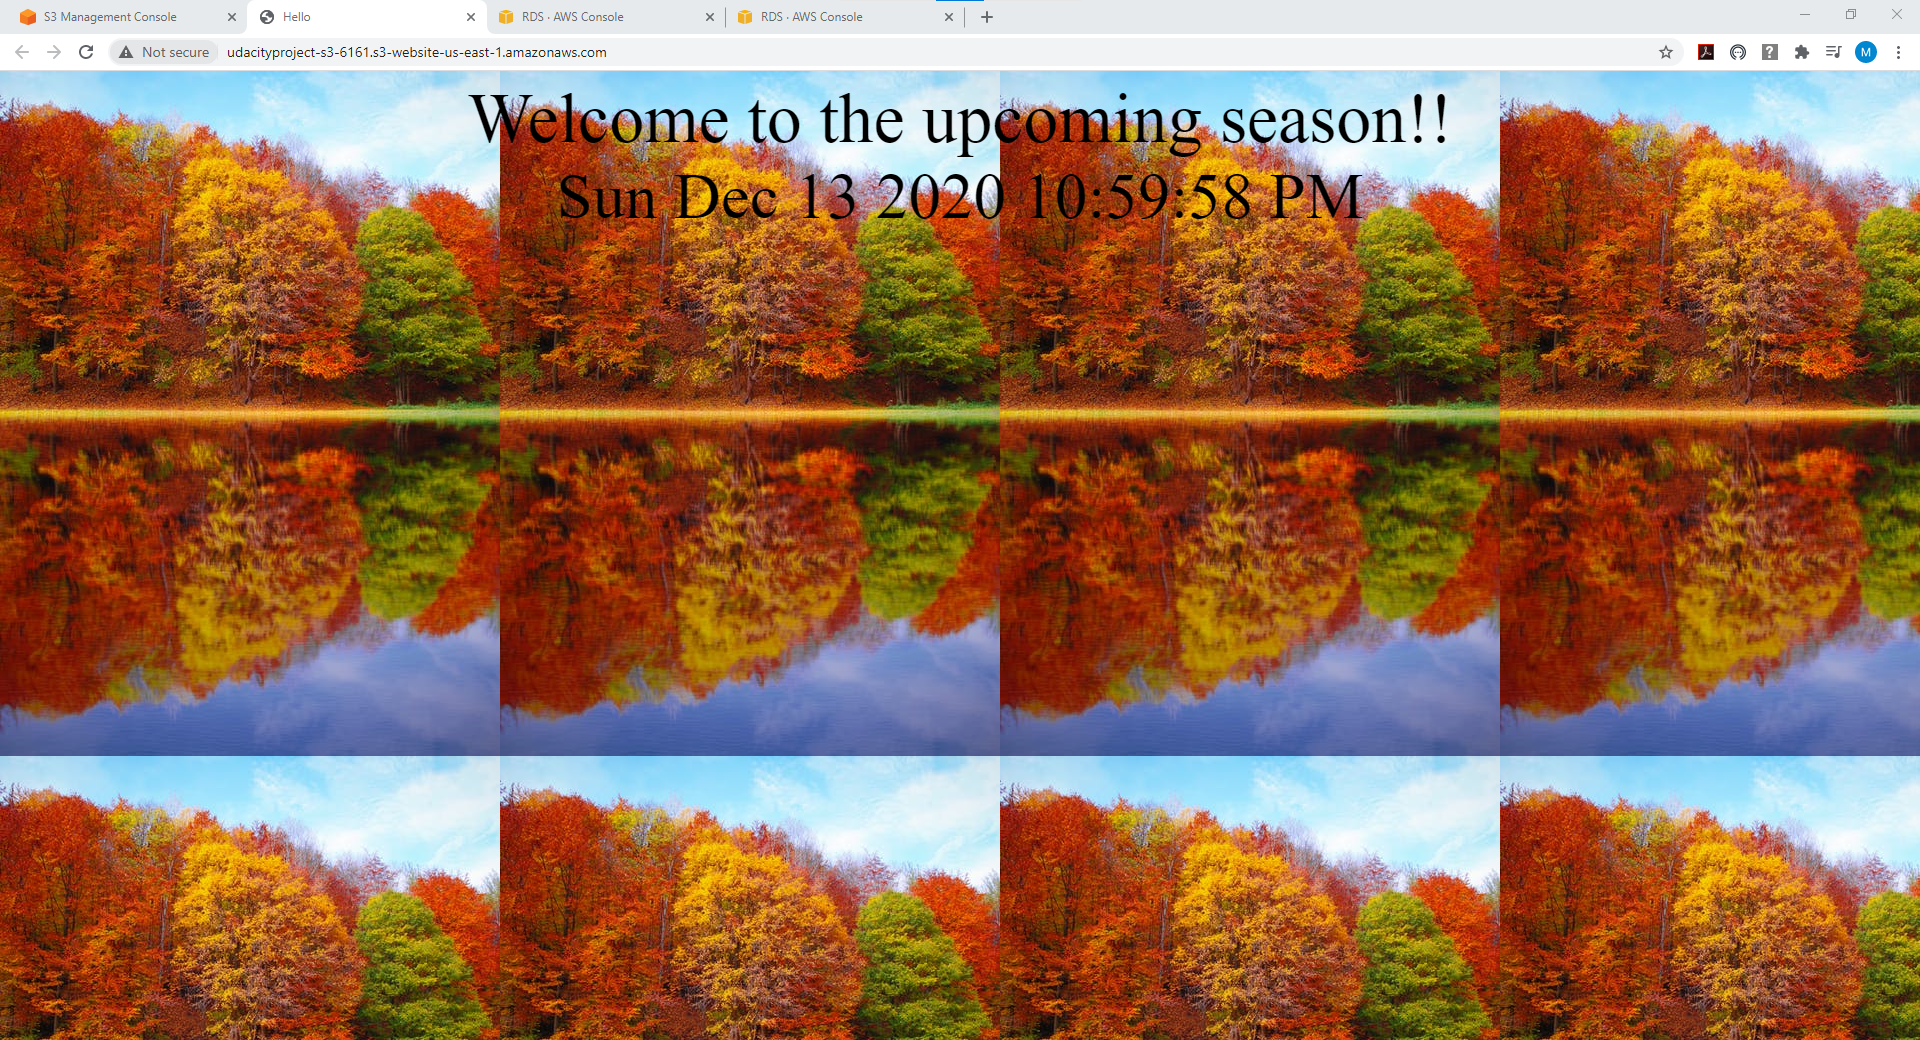 S3 Management Console
Hello
RDS · AWS Console
RDS · AWS Console
Not secure
udacityproject-s3-6161.s3-website-us-east-1.amazonaws.com
M
Welcome to the upcoming season!!
Sun Dec 13 2020 10:59:58 PM